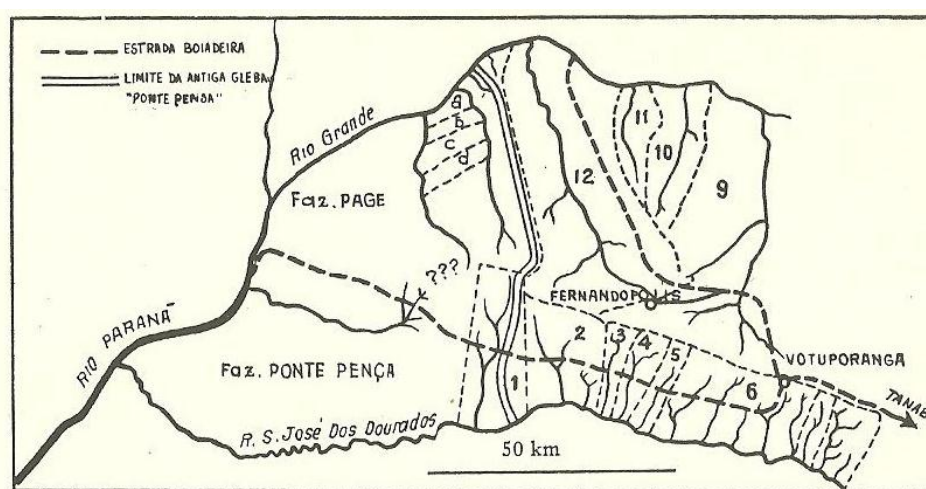 ESTRADA BOIADEIRA
LIMITE DA ANTIGA GLEBA
"PONTE PENSA"
Rio Grande
a
b
c
d
11
10
12
9
Faz. PAGE
???
FERNANDOPOLIS
RIO PARANÁ
2
3
4
5
VOTUPORANGA
Faz. PONTE PENÇA
1
6
TANABI
R. S. José Dos Dourados
50 km